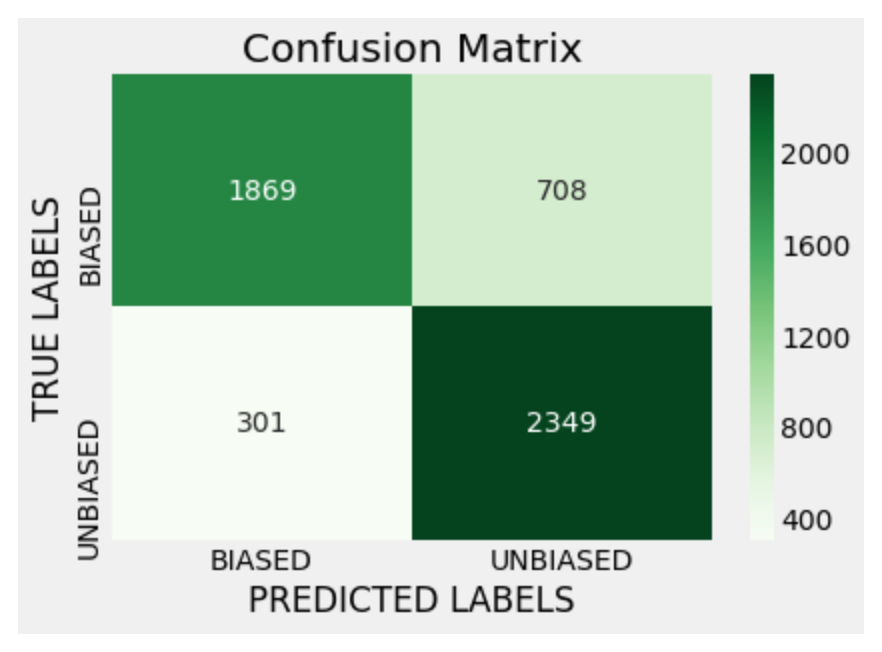 Confusion Matrix
TRUE LABELS
BIASED
UNBIASED
1869 708
301 2349
BIASED UNBIASED
PREDICTED LABELS
2000
1600
1200
800
400